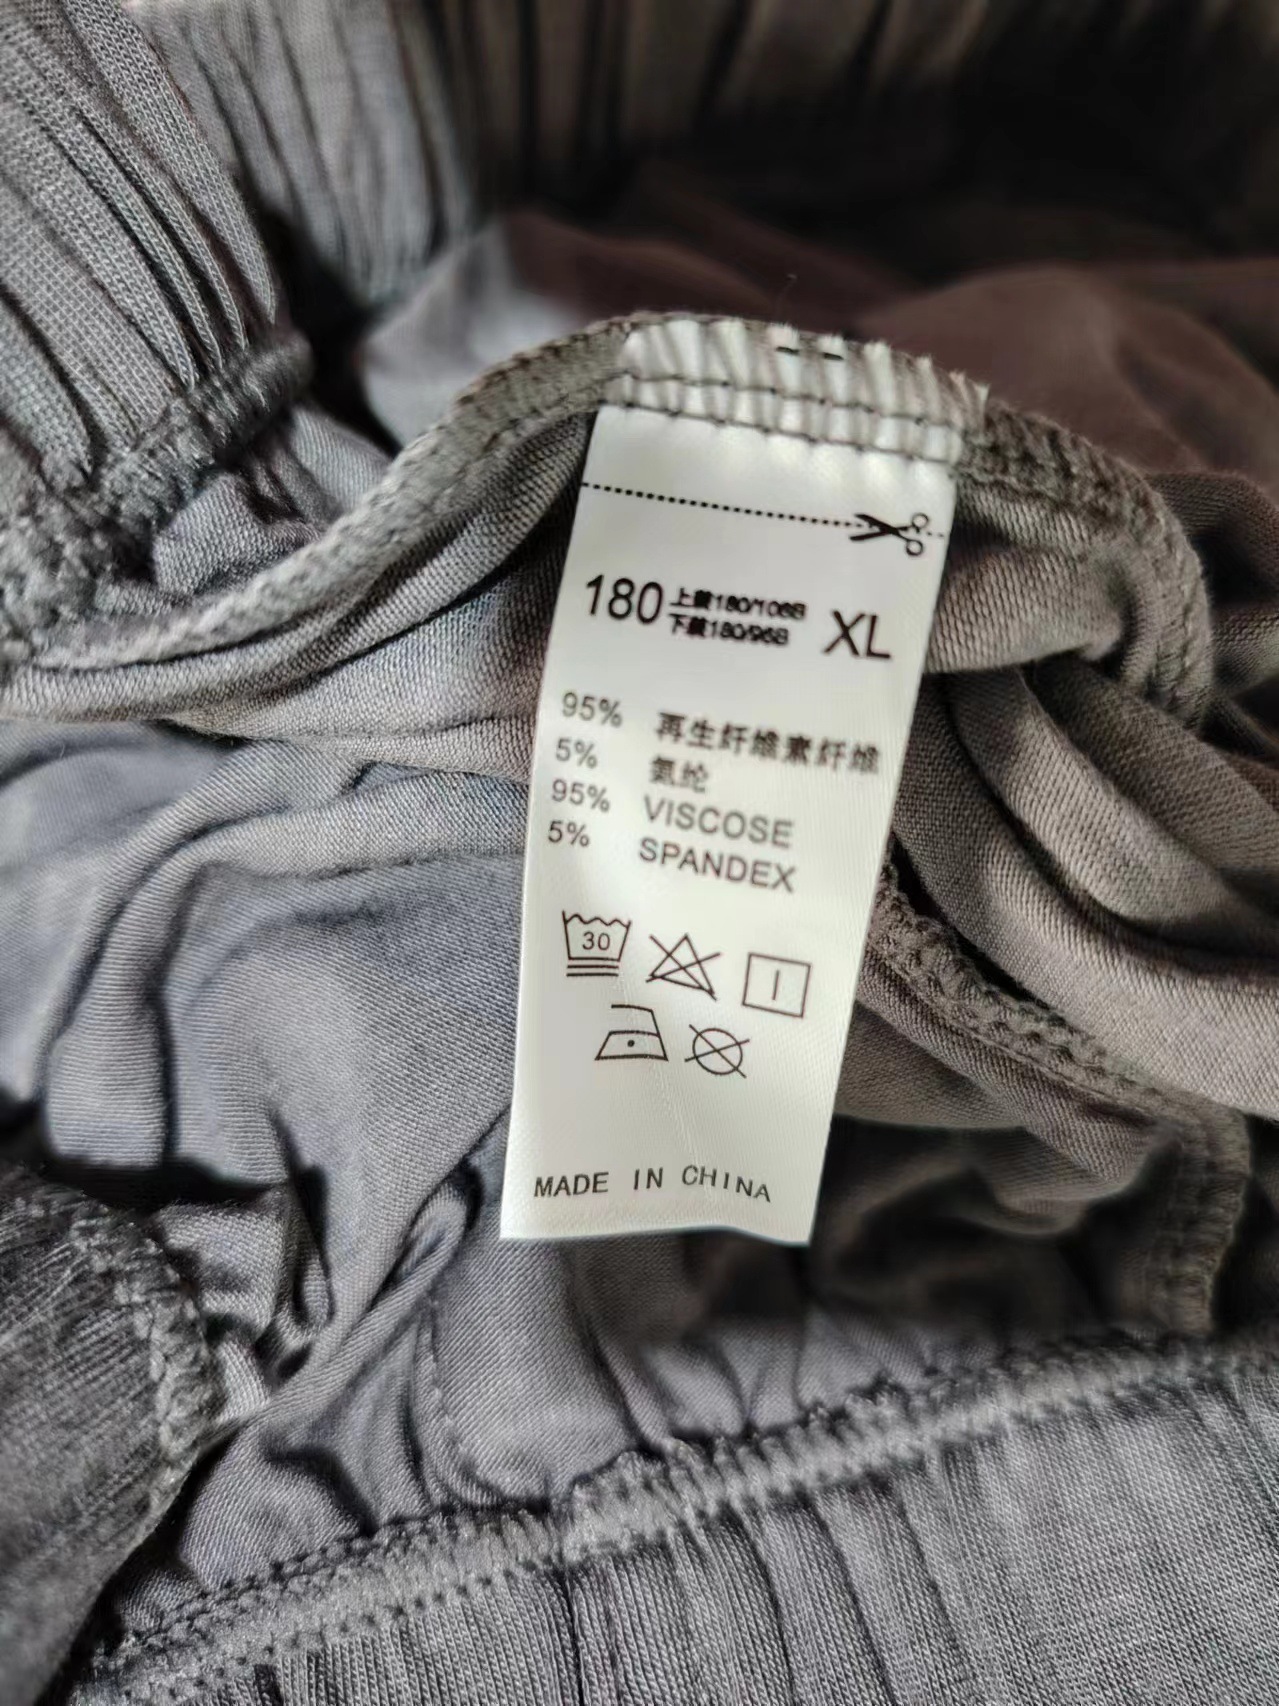 180 上装180/106B XL
下装180/96B
95% 再生纤维素纤维
5% 氨纶
95% VISCOSE
5% SPANDEX
30
MADE IN CHINA